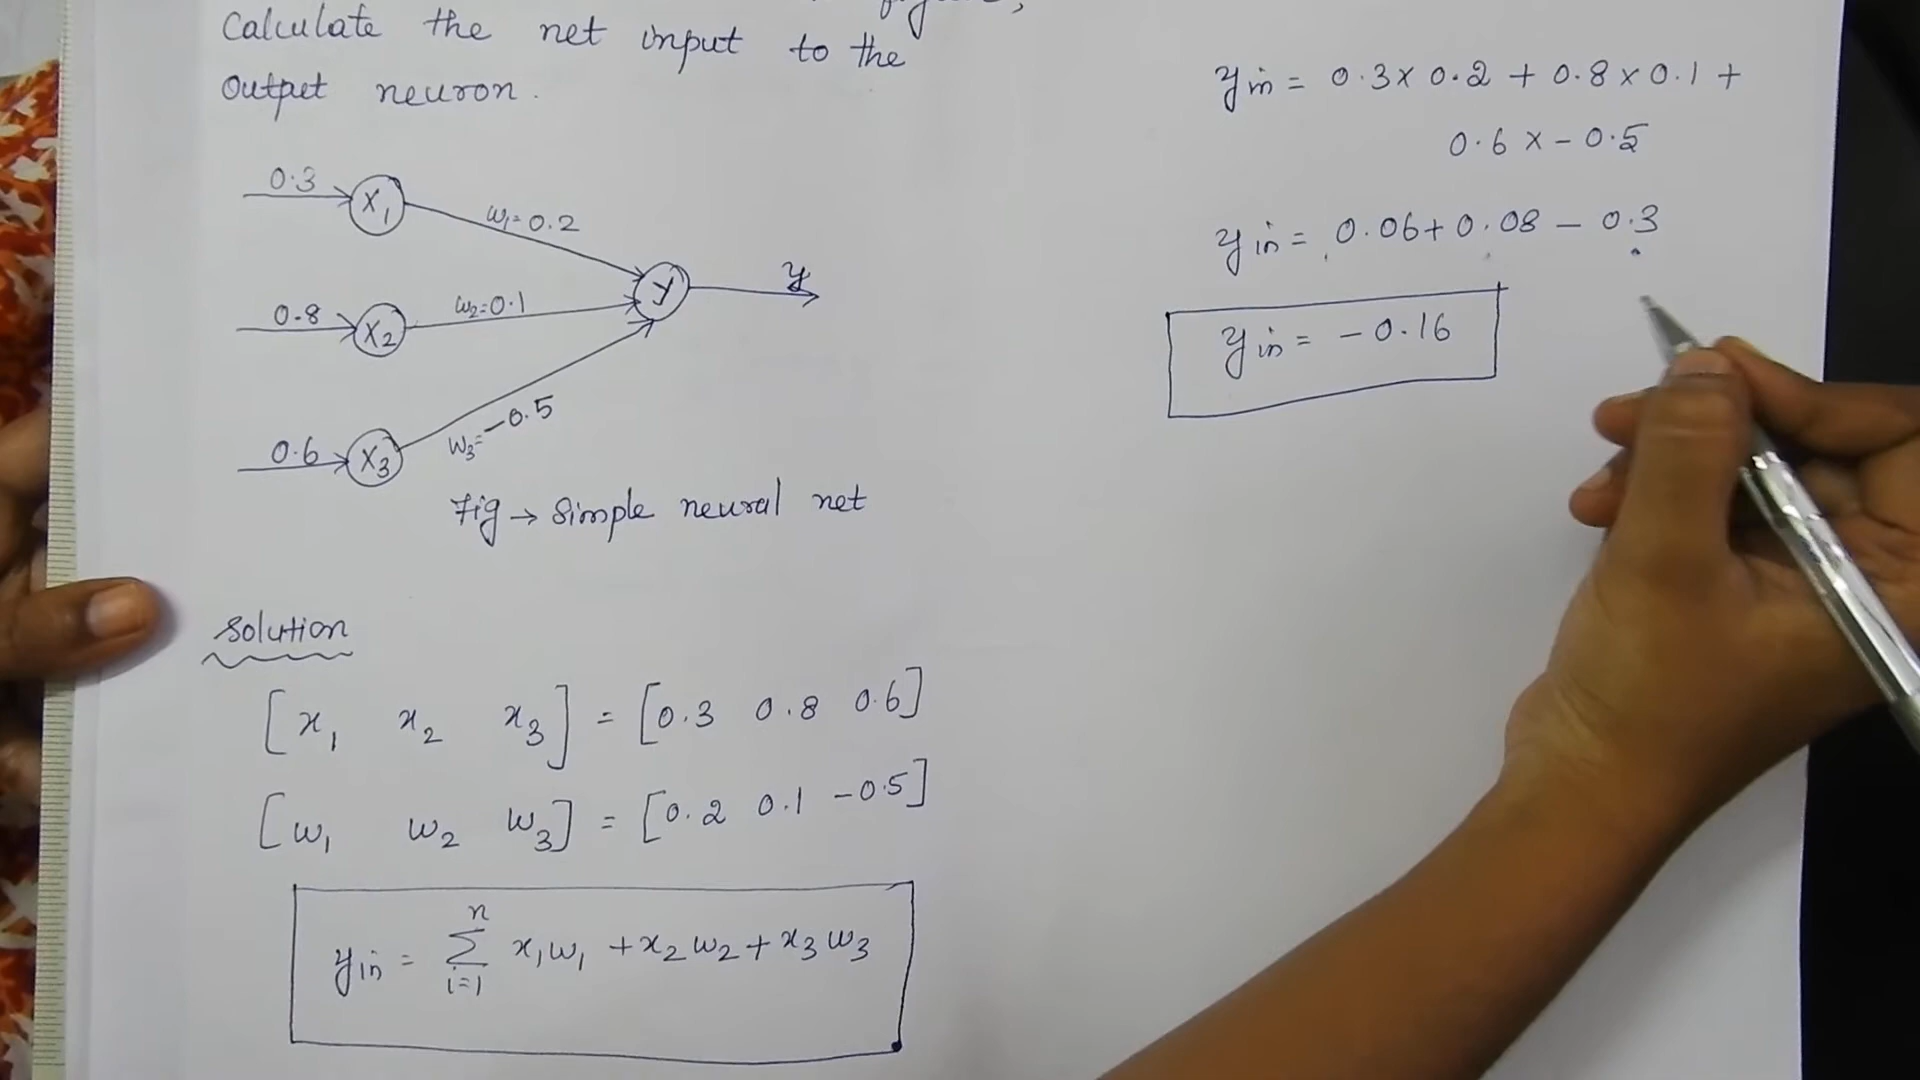 Calculate the net input to the
Output neuron.
0.3
X1
w1=0.2
0.8
X2
w2=0.1
Y
y
0.6
X3
w3=-0.5
Fig → Simple neural net
Solution
[x1 x2 x3] = [0.3 0.8 0.6]
[w1 w2 w3] = [0.2 0.1 -0.5]
yin = Σ i=1 n x1w1 + x2w2 + x3w3
yin = 0.3 x 0.2 + 0.8 x 0.1 +
0.6 x - 0.5
yin = 0.06 + 0.08 - 0.3
yin = - 0.16